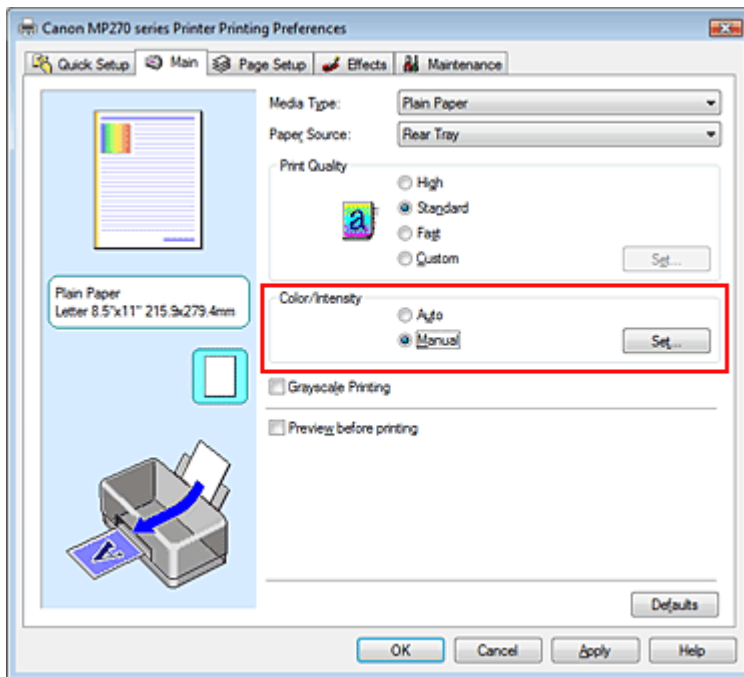 Canon MP270 series Printer Printing Preferences
Quick Setup Main Page Setup Effects Maintenance
Media Type: Plain Paper
Paper Source: Rear Tray
Print Quality
High
a
Standard
Fast
Custom Set...
Plain Paper
Letter 8.5"x11" 215.9x279.4mm
Color/Intensity
Auto
Manual Set...
Grayscale Printing
Preview before printing
A
Defaults
OK Cancel Apply Help